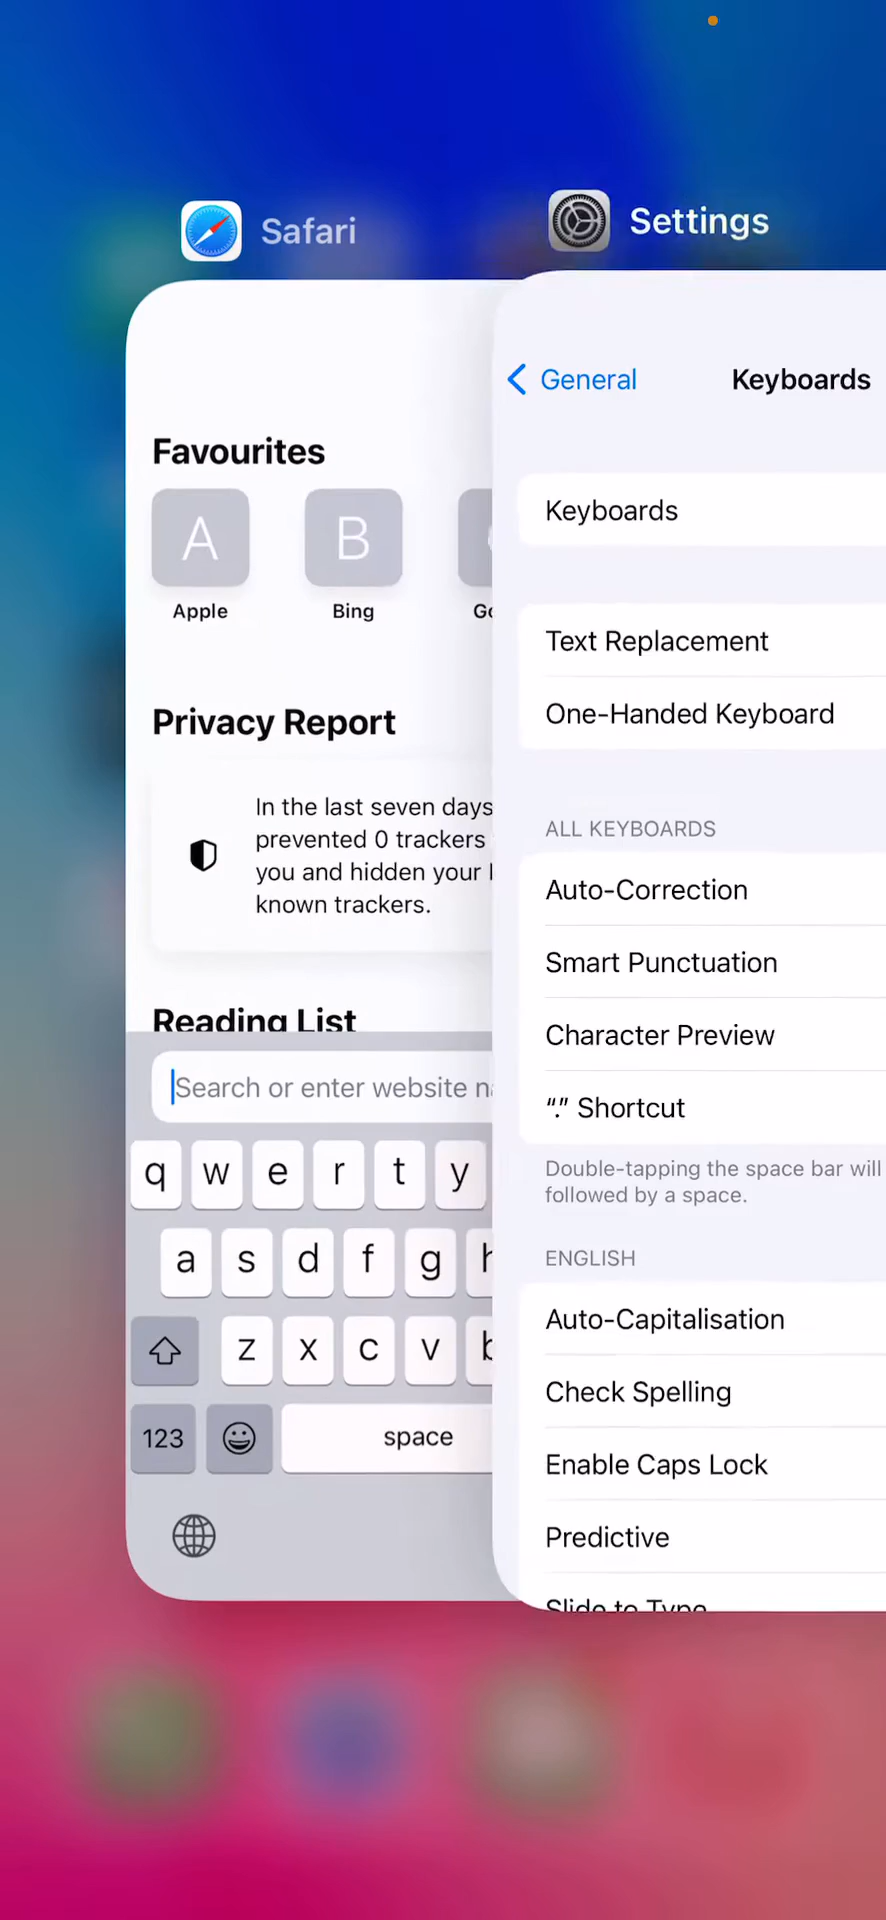 Safari
Settings
Favourites
A
B
Apple
Bing
Privacy Report
In the last seven days
prevented 0 trackers
you and hidden your
known trackers.
Reading List
Search or enter website
q w e r t y
a s d f g
z x c v
123
space
General
Keyboards
Keyboards
Text Replacement
One-Handed Keyboard
ALL KEYBOARDS
Auto-Correction
Smart Punctuation
Character Preview
“.” Shortcut
Double-tapping the space bar will
followed by a space.
ENGLISH
Auto-Capitalisation
Check Spelling
Enable Caps Lock
Predictive
Slide to Type